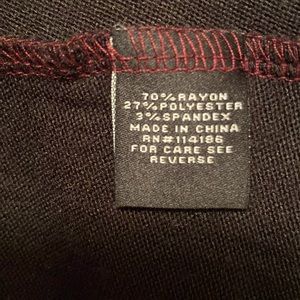 70%RAYON
27%POLYESTER
3%SPANDEX
MADE IN CHINA
RN#114186
FOR CARE SEE
REVERSE